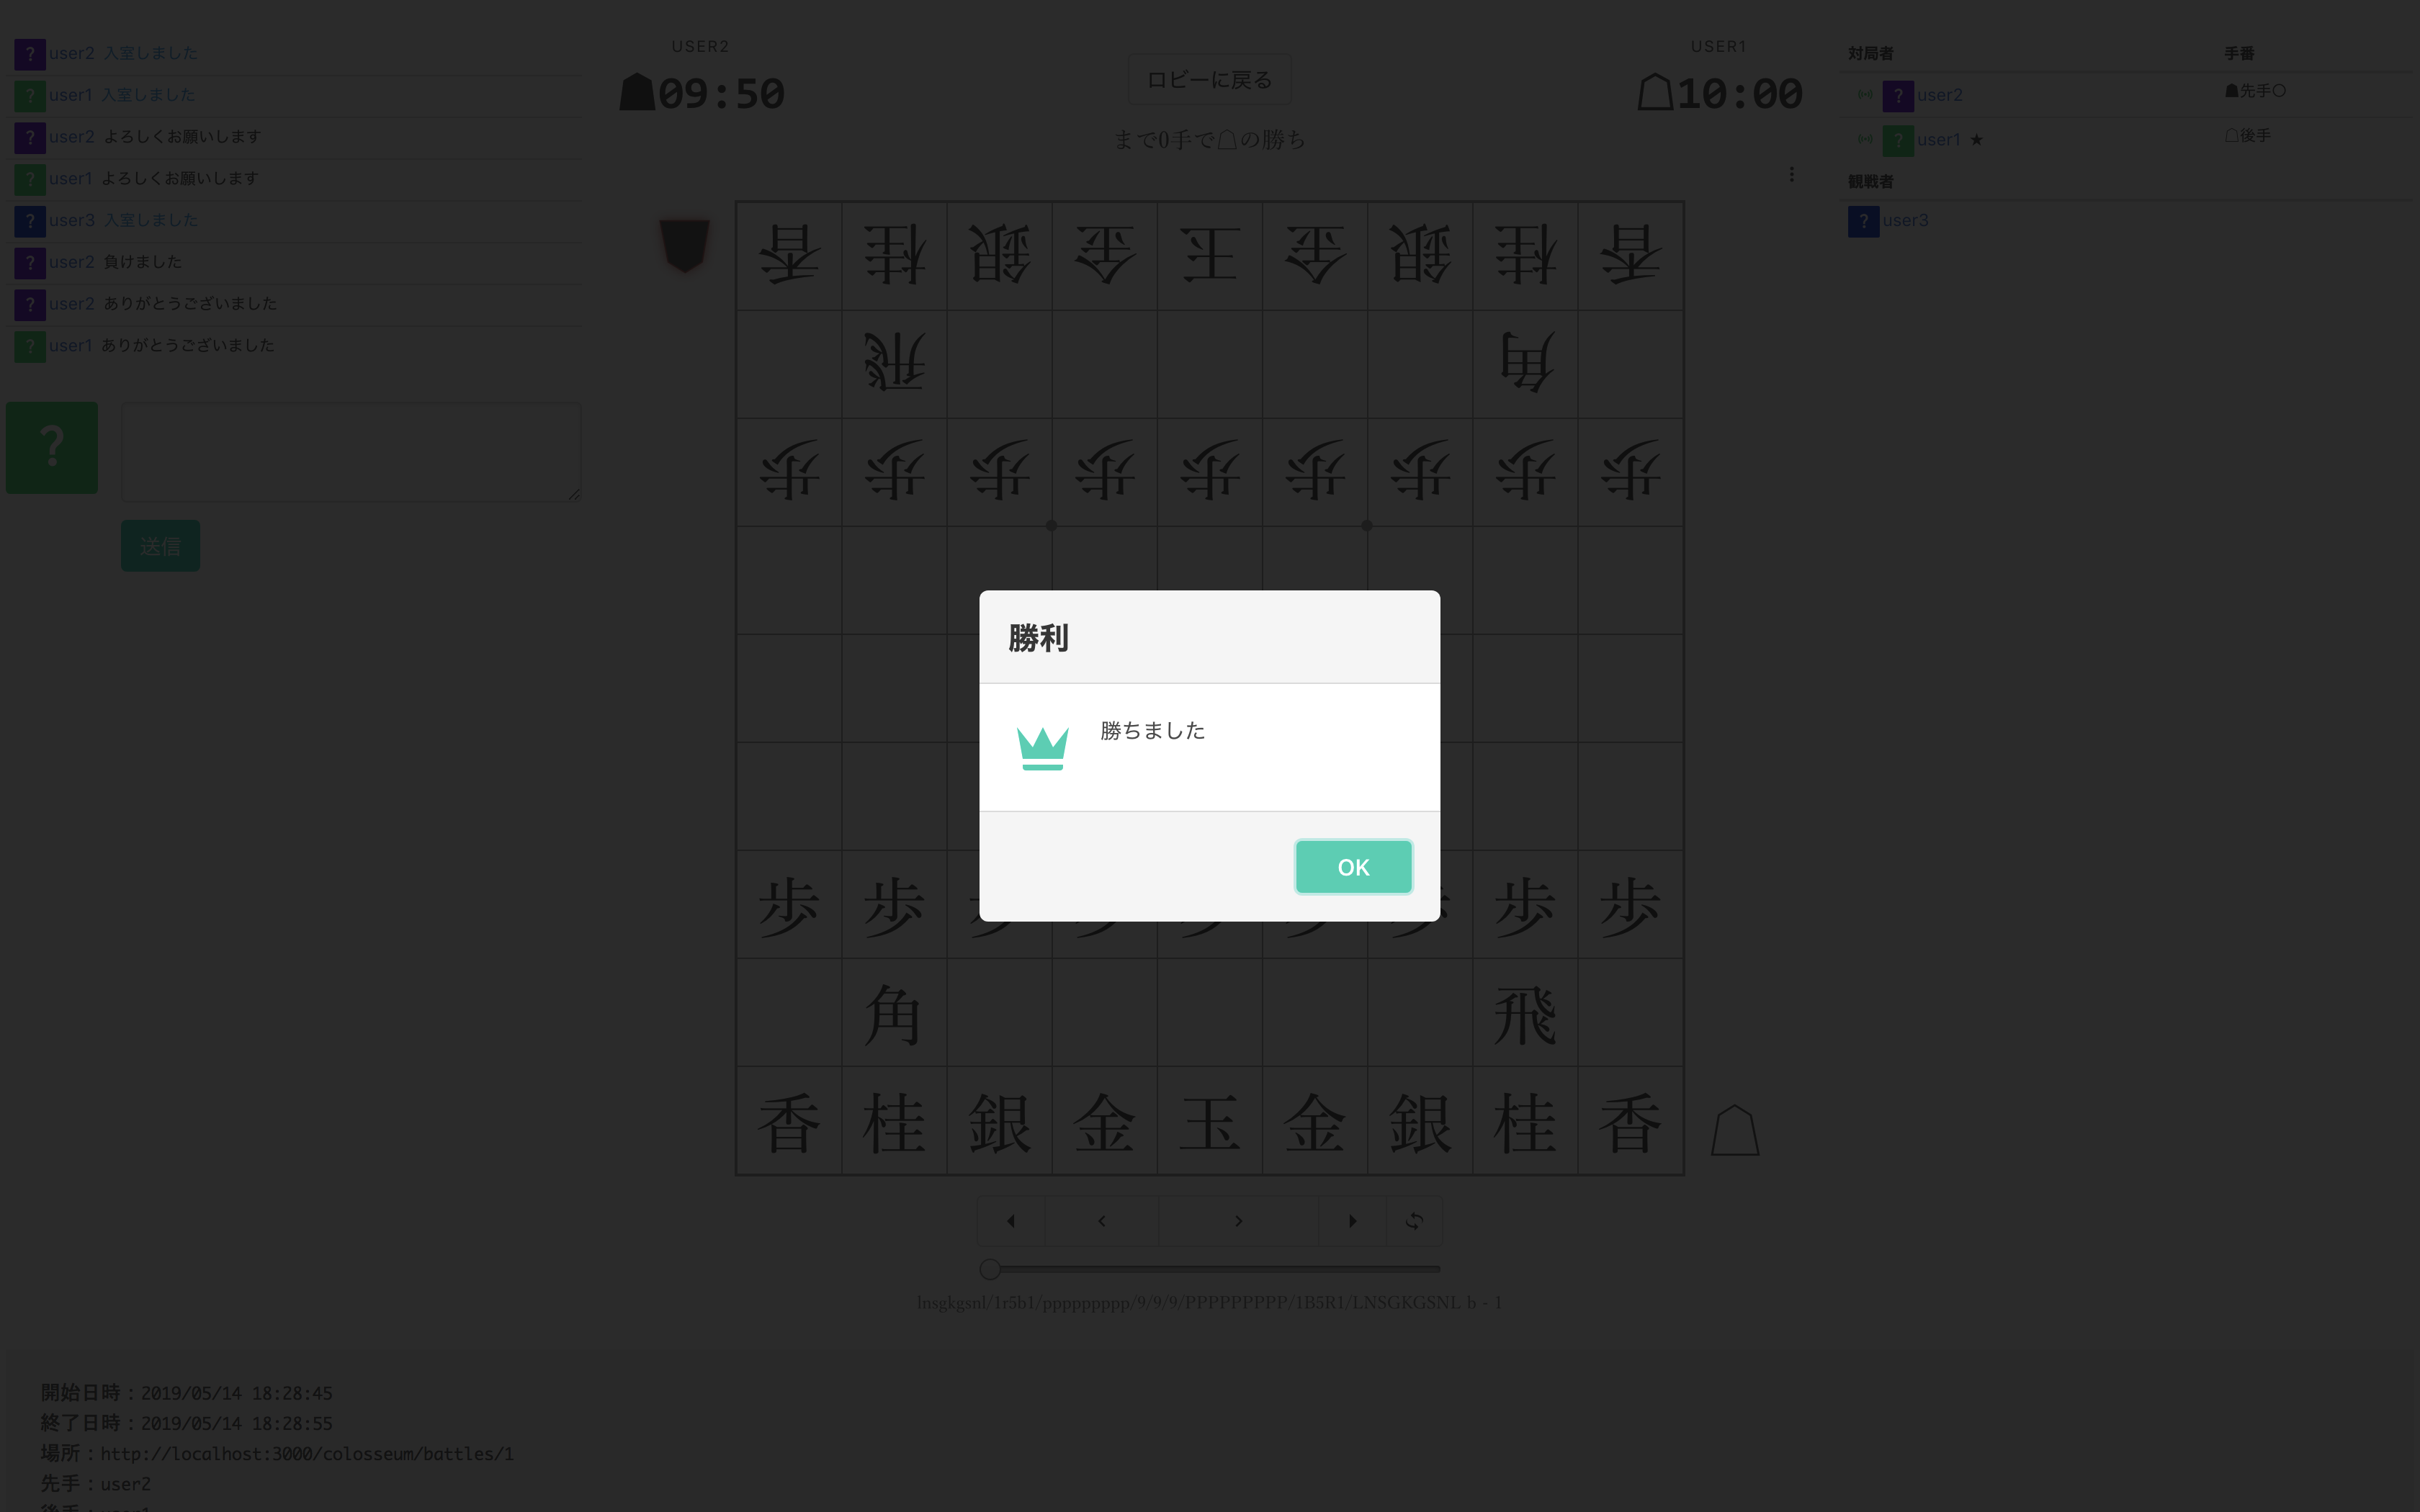 ? user2 入室しました
? user1 入室しました
? user2 よろしくお願いします
? user1 よろしくお願いします
? user3 入室しました
? user2 負けました
? user2 ありがとうございました
? user1 ありがとうございました
?
送信
USER2
☗09:50
ロビーに戻る
まで0手で☖の勝ち
USER1
☖10:00
香 桂 銀 金 王 金 銀 桂 香
飛 角
歩 歩 歩 歩 歩 歩 歩 歩 歩
勝利
勝ちました
OK
歩 歩 歩 歩 歩 歩 歩 歩 歩
角 飛
香 桂 銀 金 王 金 銀 桂 香
lnsgkgsnl/1r5b1/ppppppppp/9/9/9/PPPPPPPPP/1B5R1/LNSGKGSNL b - 1
対局者 手番
? user2 ☗先手○
? user1 ★ ☖後手
観戦者
? user3
開始日時：2019/05/14 18:28:45
終了日時：2019/05/14 18:28:55
場所：http://localhost:3000/colosseum/battles/1
先手：user2
後手：user1